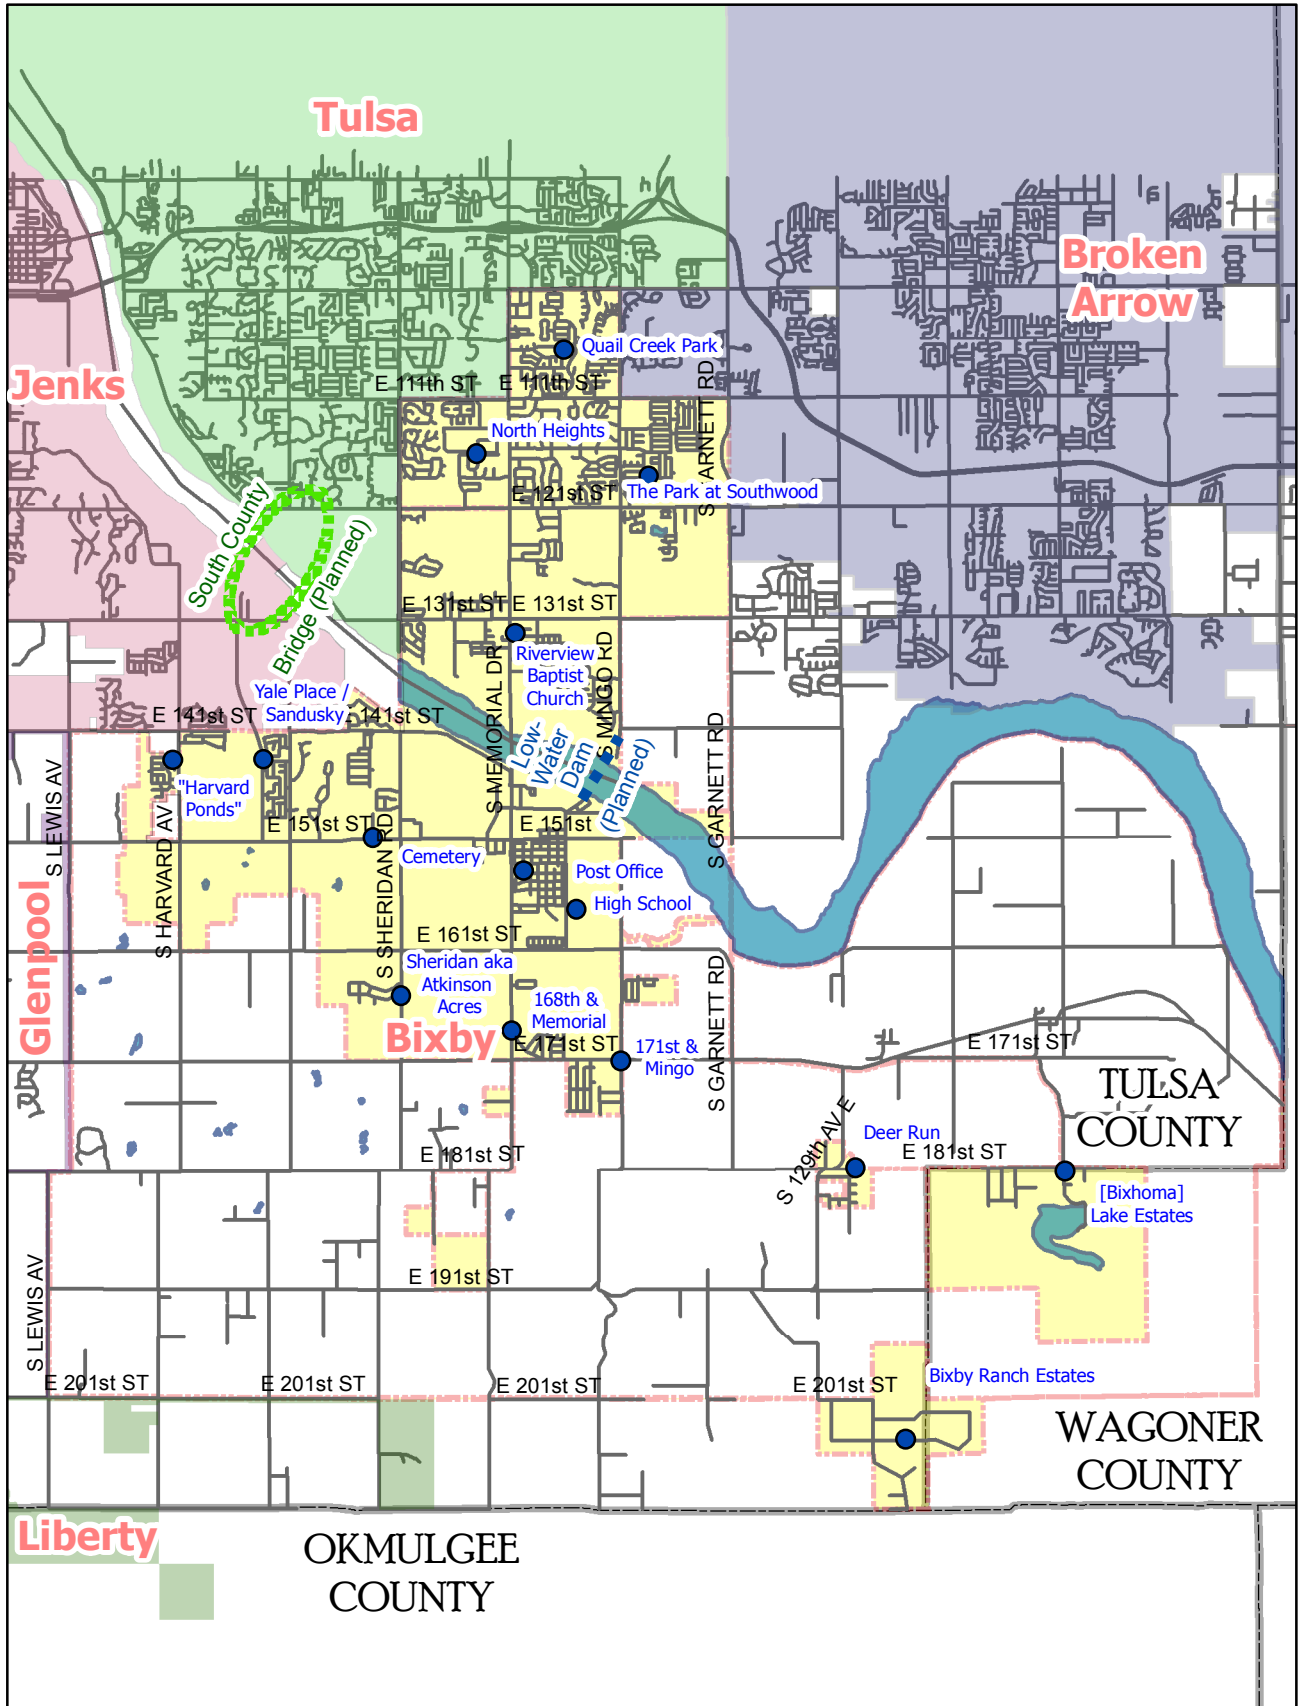 Tulsa
Broken
Arrow
Jenks
Quail Creek Park
E 111th ST
E 111th ST
S GARNETT RD
North Heights
E 121st ST
The Park at Southwood
South County
Bridge (Planned)
E 131st ST
E 131st ST
Riverview
Baptist
Church
S MEMORIAL DR
S MINGO RD
Yale Place /
Sandusky
E 141st ST
E 141st ST
Low-
Water
Dam
(Planned)
"Harvard
Ponds"
S LEWIS AV
S HARVARD AV
E 151st ST
S SHERIDAN RD
E 151st
S GARNETT RD
Cemetery
Post Office
High School
Glenpool
E 161st ST
Sheridan aka
Atkinson
Acres
168th &
Memorial
Bixby
E 171st ST
171st &
Mingo
S GARNETT RD
E 171st ST
TULSA
COUNTY
S 129th AV E
Deer Run
E 181st ST
E 181st ST
[Bixhoma]
Lake Estates
S LEWIS AV
E 191st ST
Bixby Ranch Estates
E 201st ST
E 201st ST
E 201st ST
E 201st ST
WAGONER
COUNTY
Liberty
OKMULGEE
COUNTY